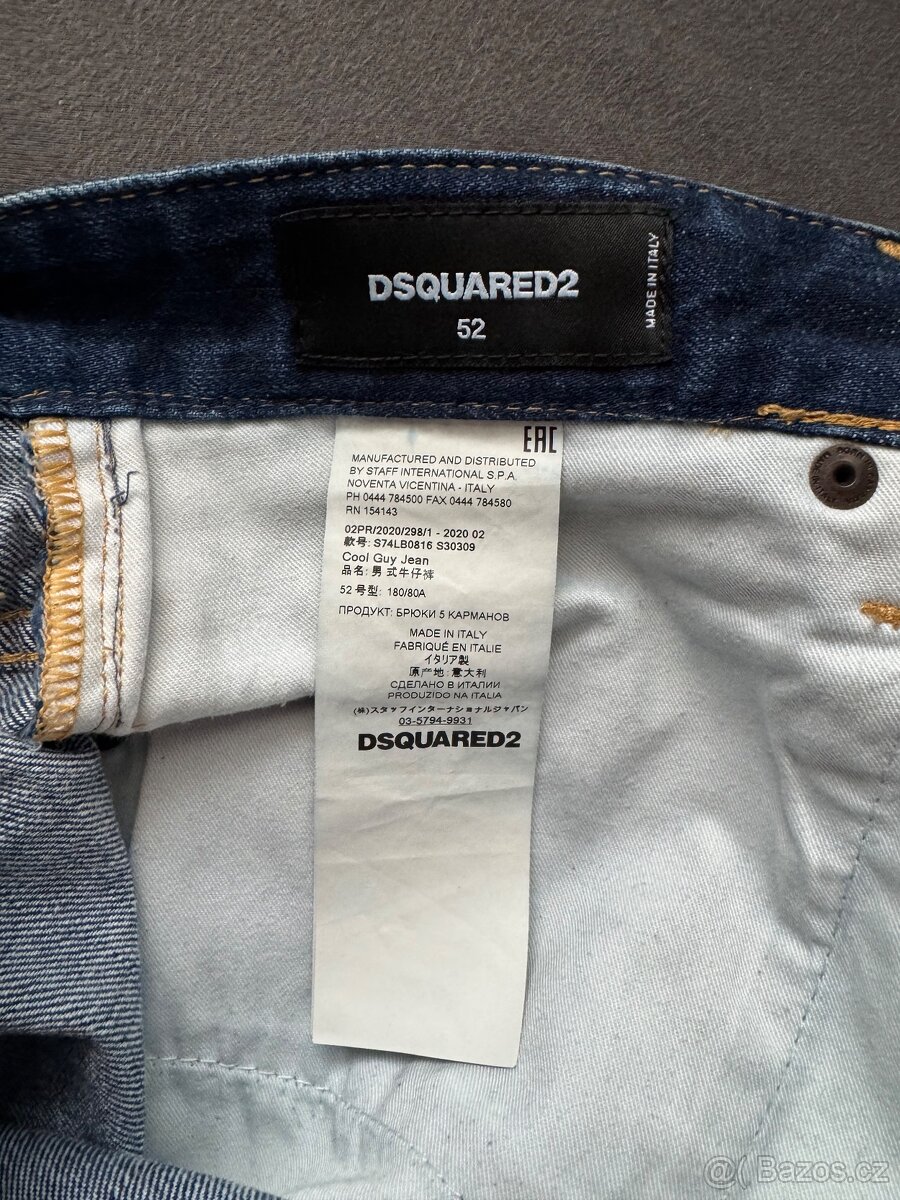 DSQUARED2
52
MADE IN ITALY
EAC
MANUFACTURED AND DISTRIBUTED
BY STAFF INTERNATIONAL S.P.A.
NOVENTA VICENTINA - ITALY
PH 0444 784500 FAX 0444 784580
RN 154143
02PR/2020/298/1 - 2020 02
款号: S74LB0816 S30309
Cool Guy Jean
品名: 男式牛仔裤
52 号型: 180/80A
ПРОДУКТ: БРЮКИ 5 КАРМАНОВ
MADE IN ITALY
FABRIQUÉ EN ITALIE
イタリア製
原产地: 意大利
СДЕЛАНО В ИТАЛИИ
PRODUZIDO NA ITALIA
(株)スタッフインターナショナルジャパン
03-5794-9931
DSQUARED2
@ Bazos.cz